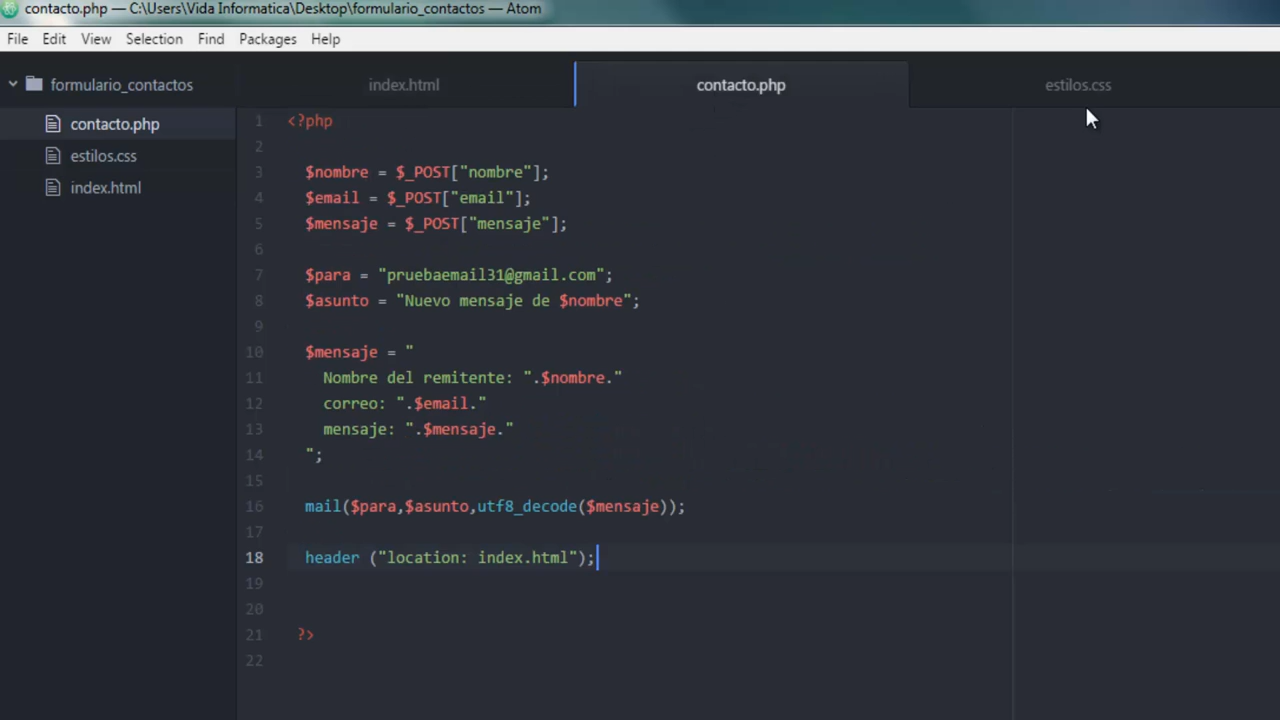 contacto.php — C:\Users\Vida Informatica\Desktop\formulario_contactos — Atom
File Edit View Selection Find Packages Help
formulario_contactos
contacto.php
estilos.css
index.html
index.html contacto.php estilos.css
1 <?php
2
3 $nombre = $_POST["nombre"];
4 $email = $_POST["email"];
5 $mensaje = $_POST["mensaje"];
6
7 $para = "pruebaemail31@gmail.com";
8 $asunto = "Nuevo mensaje de $nombre";
9
10 $mensaje = "
11 Nombre del remitente: ".$nombre."
12 correo: ".$email."
13 mensaje: ".$mensaje."
14 ";
15
16 mail($para,$asunto,utf8_decode($mensaje));
17
18 header ("location: index.html");
19
20
21 ?>
22